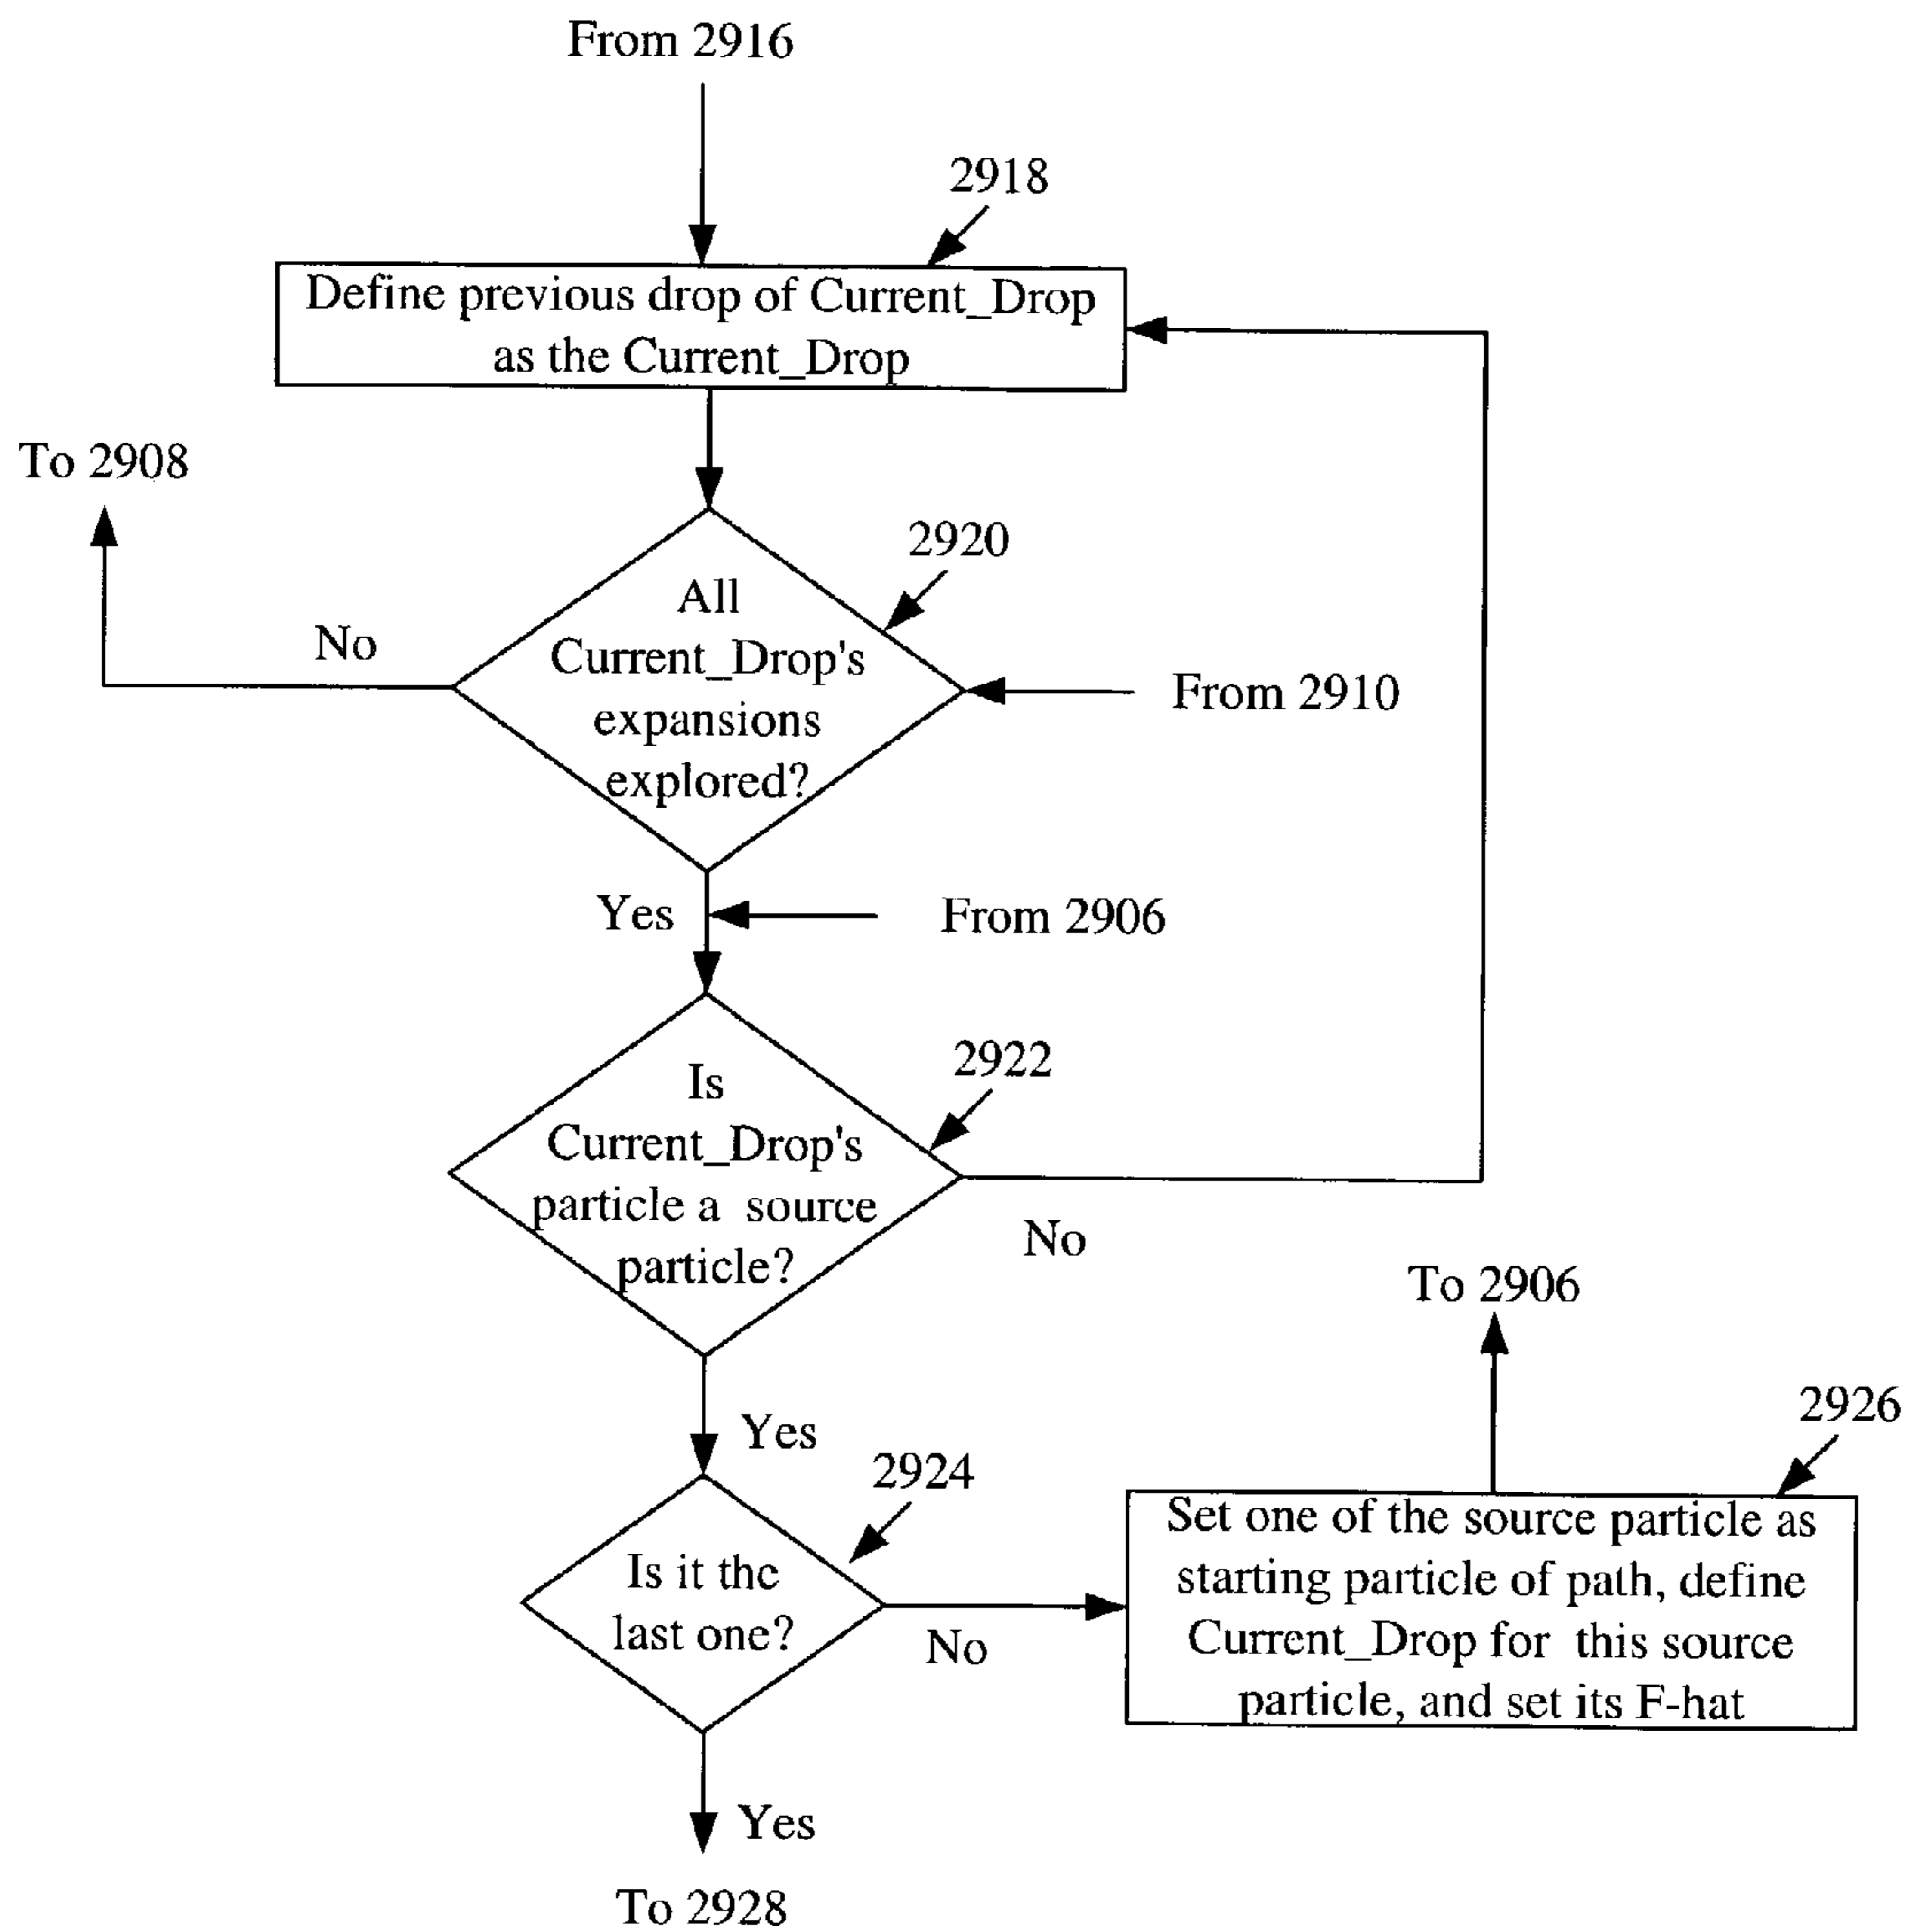 From 2916
2918
Define previous drop of Current_Drop
as the Current_Drop
To 2908
2920
All
Current_Drop's
expansions
explored?
No
From 2910
Yes
From 2906
2922
Is
Current_Drop's
particle a source
particle?
No
To 2906
2926
Yes
2924
Set one of the source particle as
starting particle of path, define
Current_Drop for this source
particle, and set its F-hat
Is it the
last one?
No
Yes
To 2928